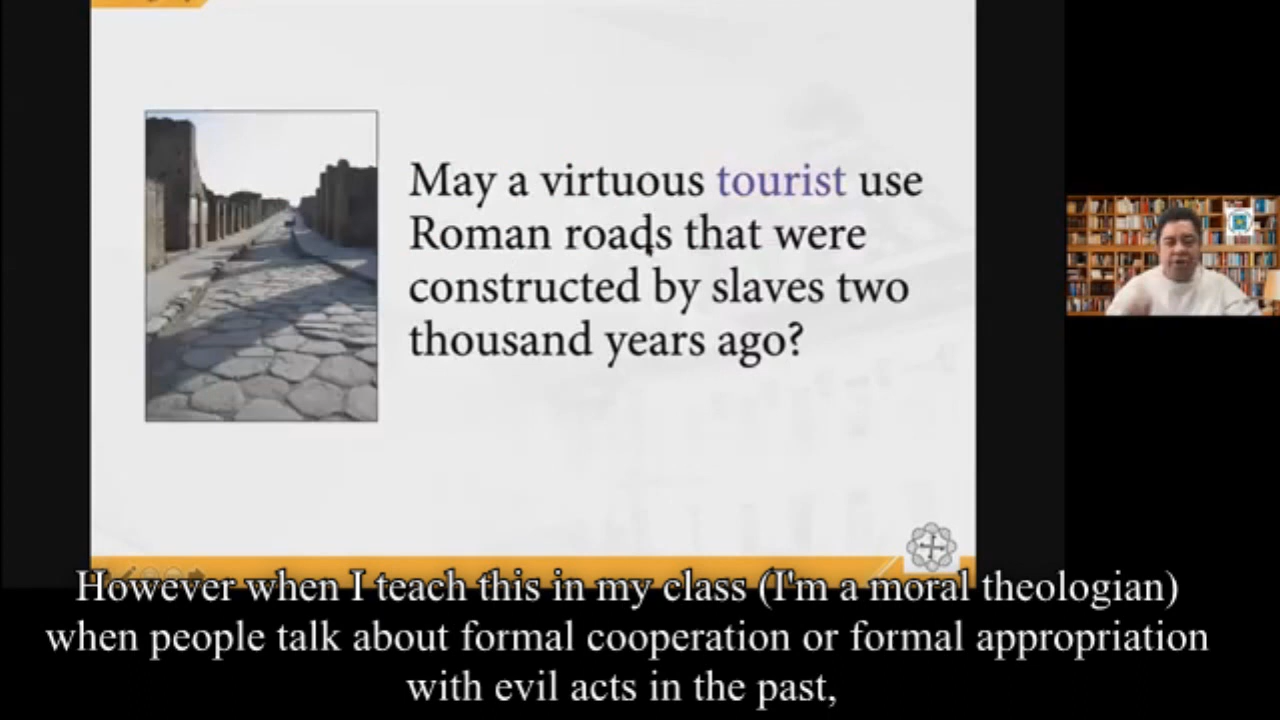 May a virtuous tourist use
Roman roads that were
constructed by slaves two
thousand years ago?
However when I teach this in my class (I'm a moral theologian)
when people talk about formal cooperation or formal appropriation
with evil acts in the past,